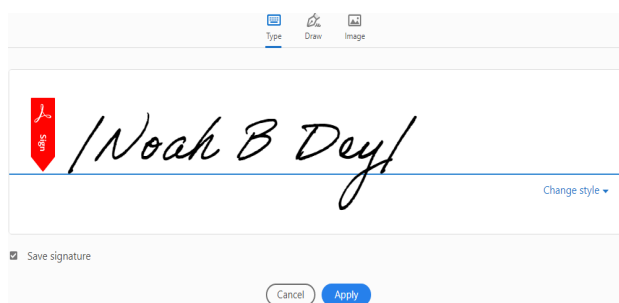 Type Draw Image
Sign
/Noah B Dey/
Change style
Save signature
Cancel Apply